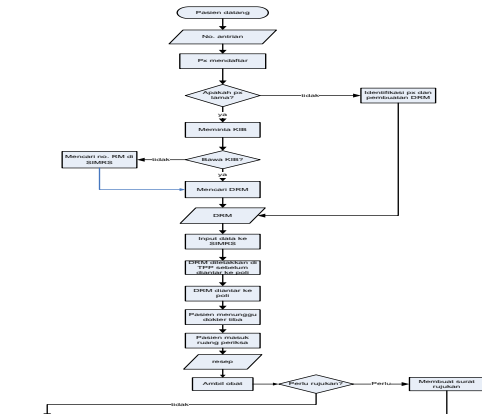 Pasien datang
No. antrian
Px mendaftar
Apakah px
lama?
tidak
Identifikasi px dan
pembuatan DRM
ya
Meminta KIB
Mencari no. RM di
SIMRS
tidak
Bawa KIB?
ya
Mencari DRM
DRM
Input data ke
SIMRS
DRM diletakkan di
TPP sebelum
diantar ke poli
DRM diantar ke
poli
Pasien menunggu
dokter tiba
Pasien masuk
ruang periksa
resep
Ambil obat
Perlu rujukan?
Perlu
Membuat surat
rujukan
tidak